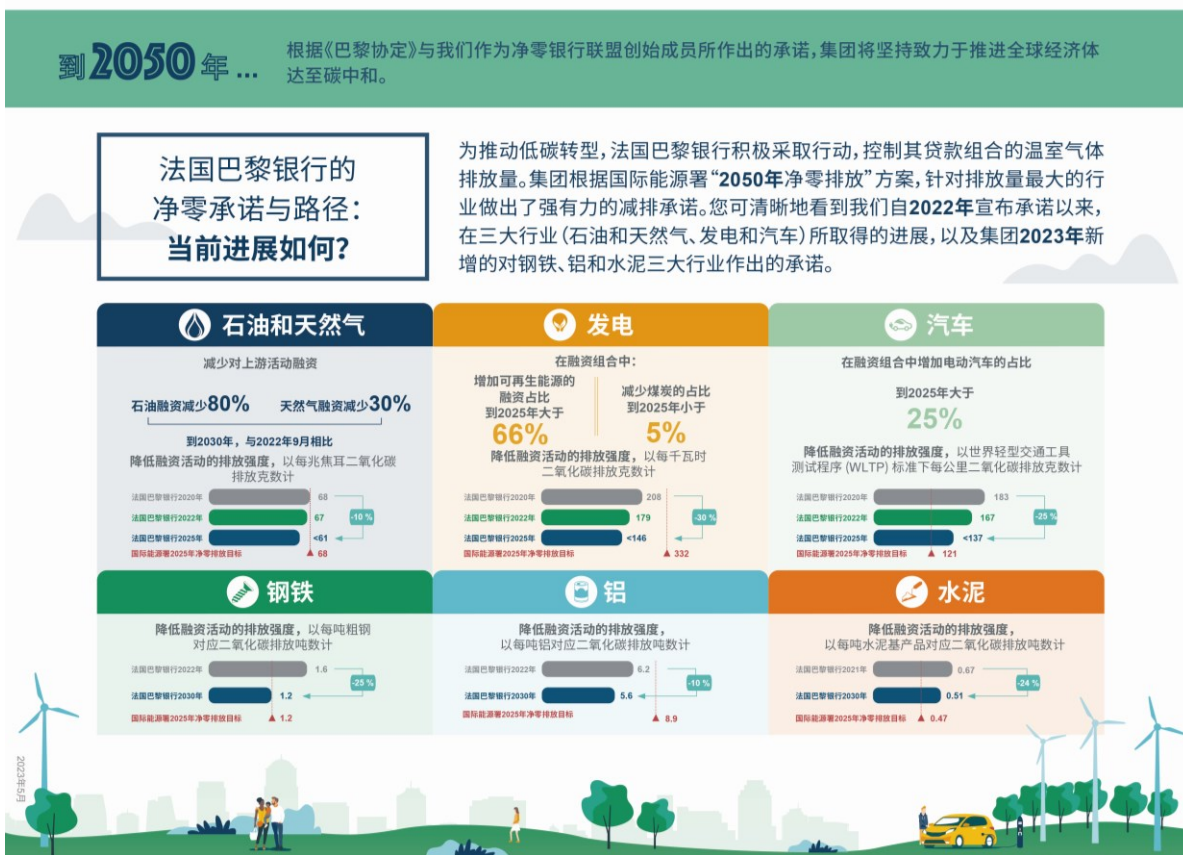 到2050年...
根据《巴黎协定》与我们作为净零银行联盟创始成员所作出的承诺,集团将坚持致力于推进全球经济体
达至碳中和。
法国巴黎银行的
净零承诺与路径:
当前进展如何?
为推动低碳转型,法国巴黎银行积极采取行动,控制其贷款组合的温室气体
排放量。集团根据国际能源署“2050年净零排放”方案,针对排放量最大的行
业做出了强有力的减排承诺。您可清晰地看到我们自2022年宣布承诺以来,
在三大行业(石油和天然气、发电和汽车)所取得的进展,以及集团2023年新
增的对钢铁、铝和水泥三大行业作出的承诺。
石油和天然气
减少对上游活动融资
石油融资减少80% 天然气融资减少30%
到2030年,与2022年9月相比
降低融资活动的排放强度,以每兆焦耳二氧化碳
排放克数计
法国巴黎银行2020年 68
法国巴黎银行2022年 67
-10 %
法国巴黎银行2025年 <61
国际能源署2025年净零排放目标 ▲ 68
发电
在融资组合中:
增加可再生能源的
融资占比
到2025年大于
66%
减少煤炭的占比
到2025年小于
5%
降低融资活动的排放强度,以每千瓦时
二氧化碳排放克数计
法国巴黎银行2020年 208
法国巴黎银行2022年 179
-30 %
法国巴黎银行2025年 <146
国际能源署2025年净零排放目标 ▲ 332
汽车
在融资组合中增加电动汽车的占比
到2025年大于
25%
降低融资活动的排放强度,以世界轻型交通工具
测试程序 (WLTP) 标准下每公里二氧化碳排放克数计
法国巴黎银行2020年 183
法国巴黎银行2022年 167
-25 %
法国巴黎银行2025年 <137
国际能源署2025年净零排放目标 ▲ 121
钢铁
降低融资活动的排放强度,以每吨粗钢
对应二氧化碳排放吨数计
法国巴黎银行2022年 1.6
-25 %
法国巴黎银行2030年 1.2
国际能源署2025年净零排放目标 ▲ 1.2
铝
降低融资活动的排放强度,
以每吨铝对应二氧化碳排放吨数计
法国巴黎银行2022年 6.2
-10 %
法国巴黎银行2030年 5.6
国际能源署2025年净零排放目标 ▲ 8.9
水泥
降低融资活动的排放强度,
以每吨水泥基产品对应二氧化碳排放吨数计
法国巴黎银行2021年 0.67
-24 %
法国巴黎银行2030年 0.51
国际能源署2025年净零排放目标 ▲ 0.47
2023年5月